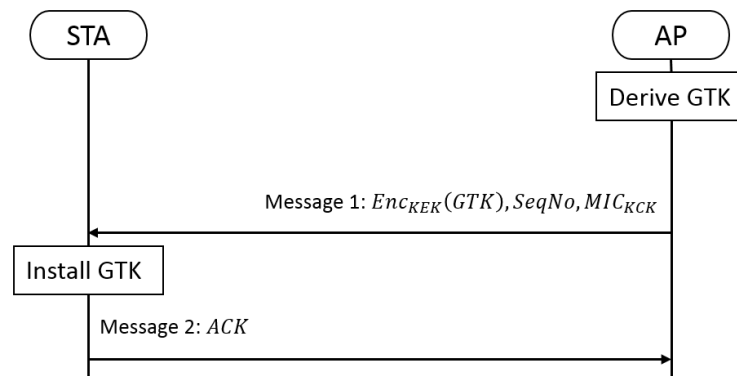 STA
AP
Derive GTK
Message 1: Enc_KEK(GTK), SeqNo, MIC_KCK
Install GTK
Message 2: ACK